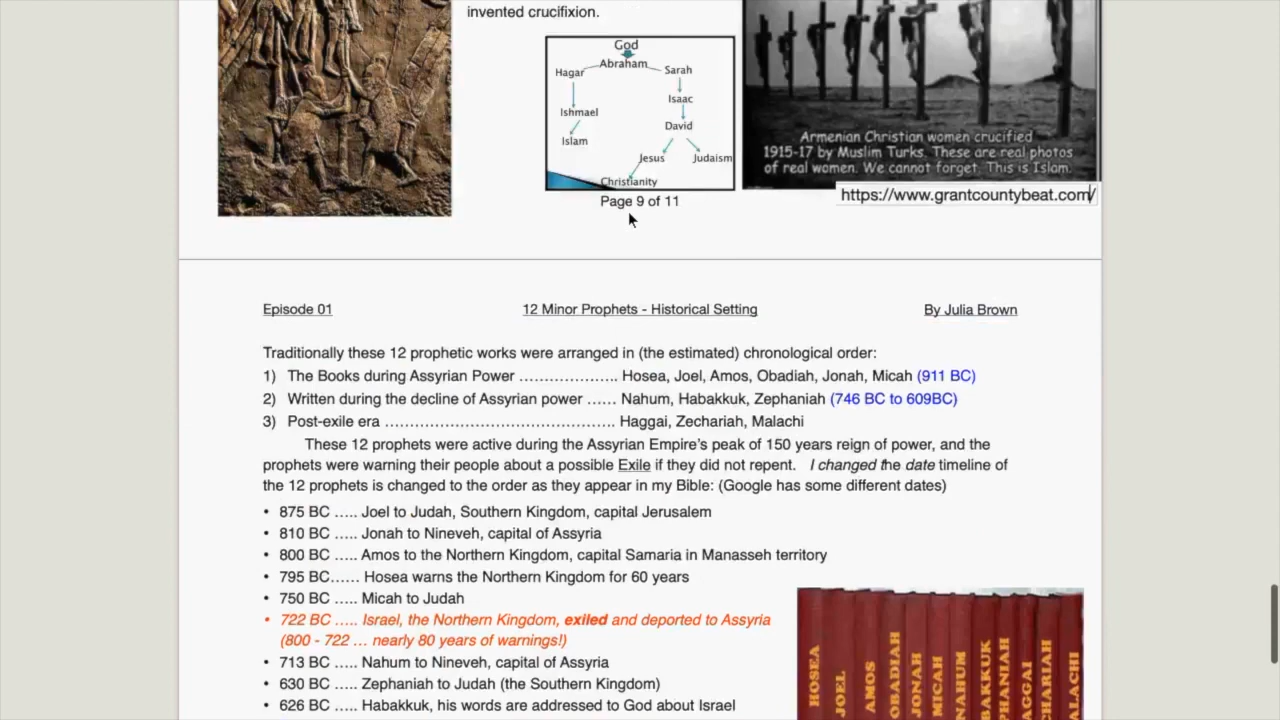 invented crucifixion.
God
Abraham
Hagar
Sarah
Isaac
Ishmael
David
Islam
Jesus
Judaism
Christianity
Armenian Christian women crucified
1915-17 by Muslim Turks. These are real photos
of real women. We cannot forget. This is Islam.
https://www.grantcountybeat.com/
Page 9 of 11
Episode 01 12 Minor Prophets - Historical Setting By Julia Brown
Traditionally these 12 prophetic works were arranged in (the estimated) chronological order:
1) The Books during Assyrian Power ………………. Hosea, Joel, Amos, Obadiah, Jonah, Micah (911 BC)
2) Written during the decline of Assyrian power …... Nahum, Habakkuk, Zephaniah (746 BC to 609BC)
3) Post-exile era …………………………………….. Haggai, Zechariah, Malachi
These 12 prophets were active during the Assyrian Empire’s peak of 150 years reign of power, and the
prophets were warning their people about a possible Exile if they did not repent. I changed the date timeline of
the 12 prophets is changed to the order as they appear in my Bible: (Google has some different dates)
• 875 BC ….. Joel to Judah, Southern Kingdom, capital Jerusalem
• 810 BC ….. Jonah to Nineveh, capital of Assyria
• 800 BC ….. Amos to the Northern Kingdom, capital Samaria in Manasseh territory
• 795 BC…… Hosea warns the Northern Kingdom for 60 years
• 750 BC ….. Micah to Judah
• 722 BC ….. Israel, the Northern Kingdom, exiled and deported to Assyria
(800 - 722 … nearly 80 years of warnings!)
• 713 BC ….. Nahum to Nineveh, capital of Assyria
• 630 BC ….. Zephaniah to Judah (the Southern Kingdom)
• 626 BC ….. Habakkuk, his words are addressed to God about Israel
HOSEA
JOEL
AMOS
OBADIAH
JONAH
MICAH
NAHUM
ABAKKUK
PHANIAH
AGGAI
PHARIAH
ALACHI